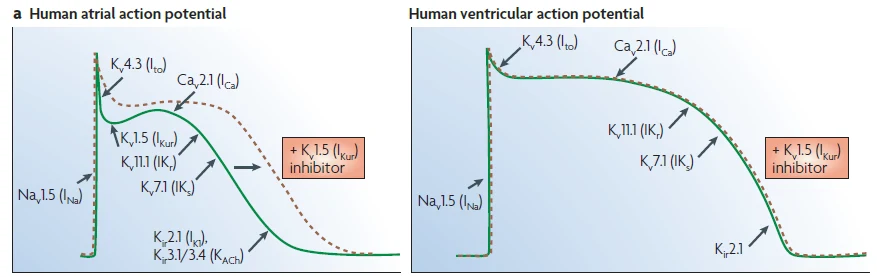 a Human atrial action potential
Kv4.3 (Ito)
Cav2.1 (ICa)
Kv1.5 (IKur)
Kv11.1 (IKr)
Kv7.1 (IKs)
+ Kv1.5 (IKur)
inhibitor
Nav1.5 (INa)
Kir2.1 (IK1),
Kir3.1/3.4 (KACh)
Human ventricular action potential
Kv4.3 (Ito)
Cav2.1 (ICa)
Kv11.1 (IKr)
Kv7.1 (IKs)
+ Kv1.5 (IKur)
inhibitor
Nav1.5 (INa)
Kir2.1